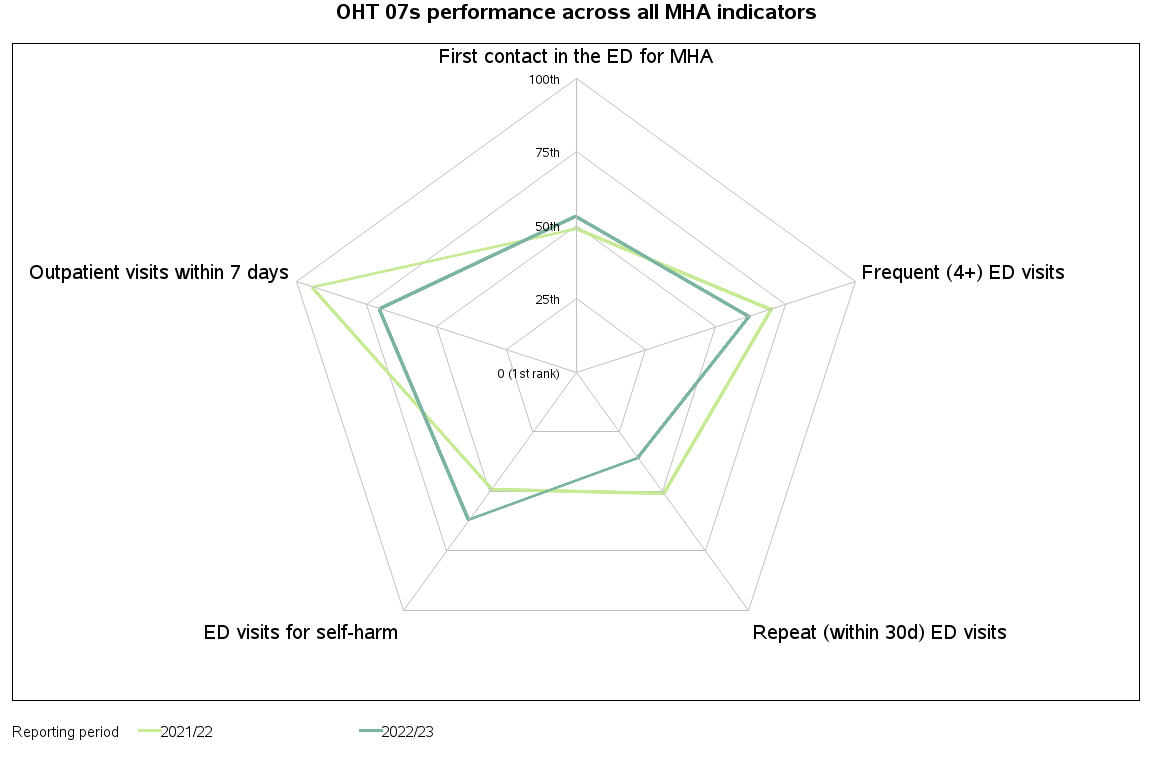 OHT 07s performance across all MHA indicators
First contact in the ED for MHA
100th
75th
50th
25th
0 (1st rank)
Outpatient visits within 7 days
Frequent (4+) ED visits
ED visits for self-harm
Repeat (within 30d) ED visits
Reporting period 2021/22 2022/23